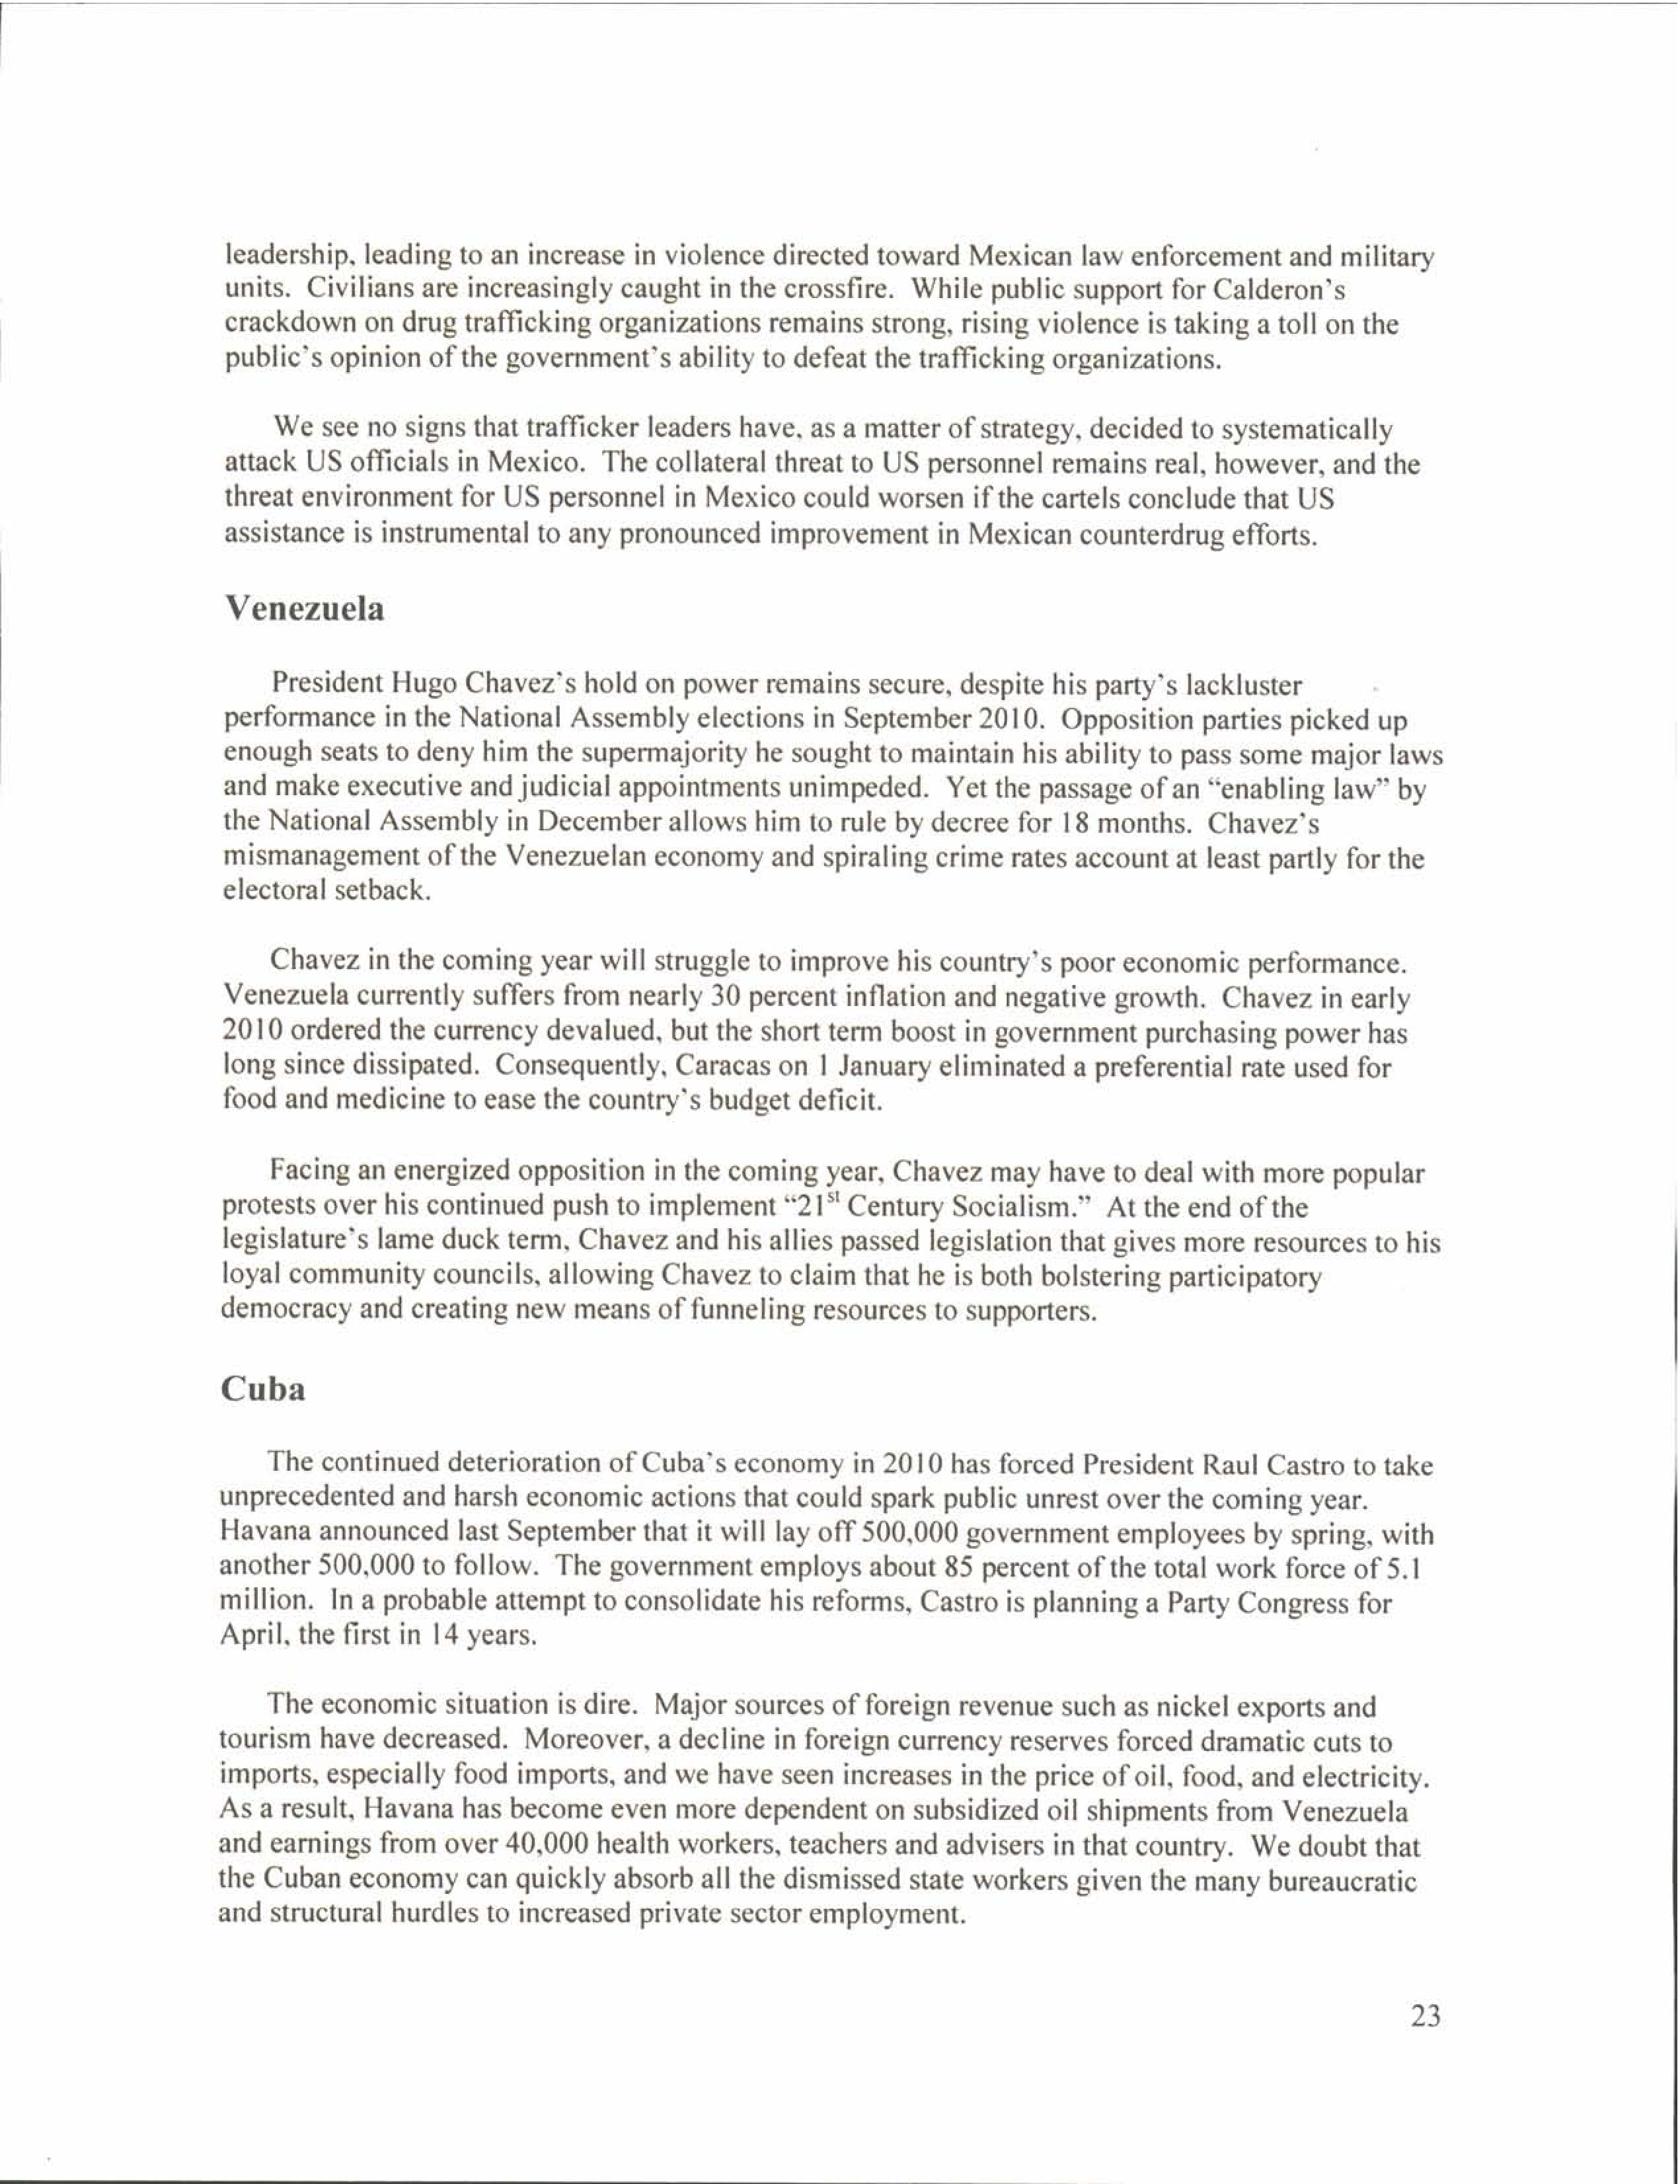 leadership, leading to an increase in violence directed toward Mexican law enforcement and military
units. Civilians are increasingly caught in the crossfire. While public support for Calderon's
crackdown on drug trafficking organizations remains strong, rising violence is taking a toll on the
public's opinion of the government's ability to defeat the trafficking organizations.
We see no signs that trafficker leaders have, as a matter of strategy, decided to systematically
attack US officials in Mexico. The collateral threat to US personnel remains real, however, and the
threat environment for US personnel in Mexico could worsen if the cartels conclude that US
assistance is instrumental to any pronounced improvement in Mexican counterdrug efforts.
Venezuela
President Hugo Chavez's hold on power remains secure, despite his party's lackluster
performance in the National Assembly elections in September 2010. Opposition parties picked up
enough seats to deny him the supermajority he sought to maintain his ability to pass some major laws
and make executive and judicial appointments unimpeded. Yet the passage of an “enabling law” by
the National Assembly in December allows him to rule by decree for 18 months. Chavez's
mismanagement of the Venezuelan economy and spiraling crime rates account at least partly for the
electoral setback.
Chavez in the coming year will struggle to improve his country's poor economic performance.
Venezuela currently suffers from nearly 30 percent inflation and negative growth. Chavez in early
2010 ordered the currency devalued, but the short term boost in government purchasing power has
long since dissipated. Consequently, Caracas on 1 January eliminated a preferential rate used for
food and medicine to ease the country's budget deficit.
Facing an energized opposition in the coming year, Chavez may have to deal with more popular
protests over his continued push to implement “21st Century Socialism.” At the end of the
legislature's lame duck term, Chavez and his allies passed legislation that gives more resources to his
loyal community councils, allowing Chavez to claim that he is both bolstering participatory
democracy and creating new means of funneling resources to supporters.
Cuba
The continued deterioration of Cuba's economy in 2010 has forced President Raul Castro to take
unprecedented and harsh economic actions that could spark public unrest over the coming year.
Havana announced last September that it will lay off 500,000 government employees by spring, with
another 500,000 to follow. The government employs about 85 percent of the total work force of 5.1
million. In a probable attempt to consolidate his reforms, Castro is planning a Party Congress for
April, the first in 14 years.
The economic situation is dire. Major sources of foreign revenue such as nickel exports and
tourism have decreased. Moreover, a decline in foreign currency reserves forced dramatic cuts to
imports, especially food imports, and we have seen increases in the price of oil, food, and electricity.
As a result, Havana has become even more dependent on subsidized oil shipments from Venezuela
and earnings from over 40,000 health workers, teachers and advisers in that country. We doubt that
the Cuban economy can quickly absorb all the dismissed state workers given the many bureaucratic
and structural hurdles to increased private sector employment.
23